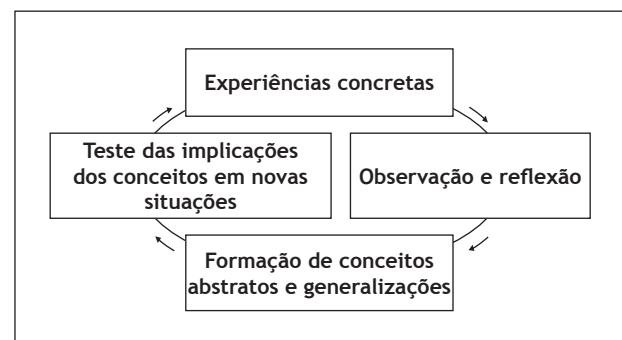 Experiências concretas
Teste das implicações
dos conceitos em novas
situações
Observação e reflexão
Formação de conceitos
abstratos e generalizações